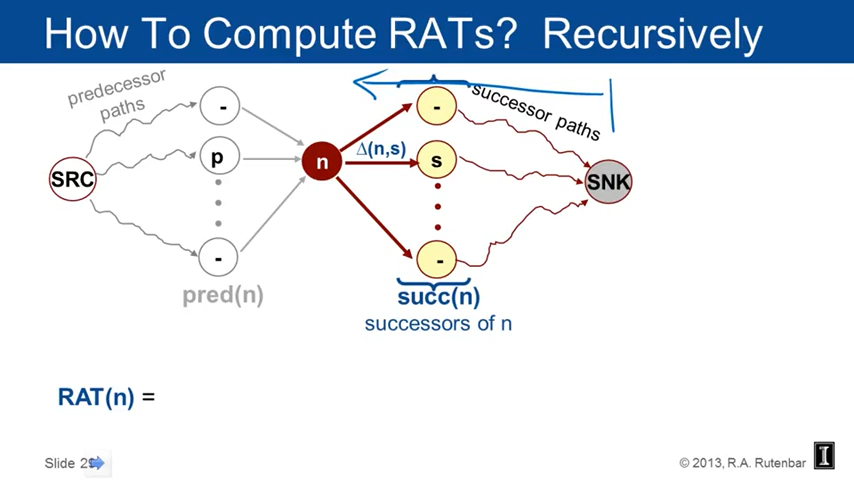 How To Compute RATs? Recursively
predecessor
paths
successor paths
-
-
p
n
Δ(n,s)
s
SRC
SNK
-
-
pred(n)
succ(n)
successors of n
RAT(n) =
Slide 29
© 2013, R.A. Rutenbar
I